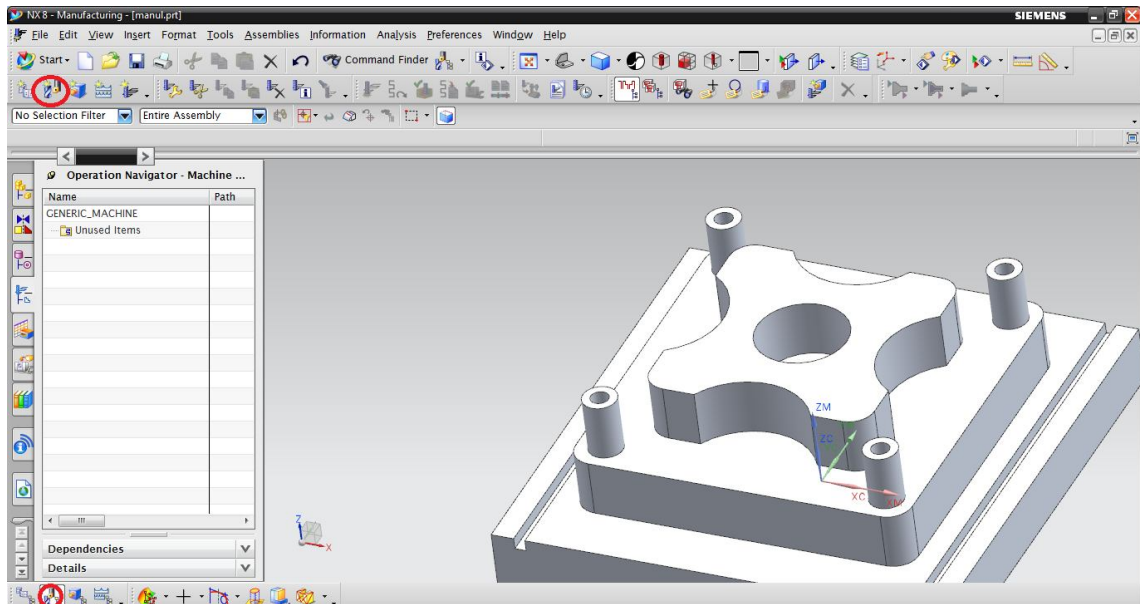 NX 8 - Manufacturing - [manul.prt] SIEMENS
File Edit View Insert Format Tools Assemblies Information Analysis Preferences Window Help
Start Command Finder
No Selection Filter Entire Assembly
Operation Navigator - Machine ...
Name Path
GENERIC_MACHINE
Unused Items
ZM
ZC
XC XM
Z
X
Dependencies
Details